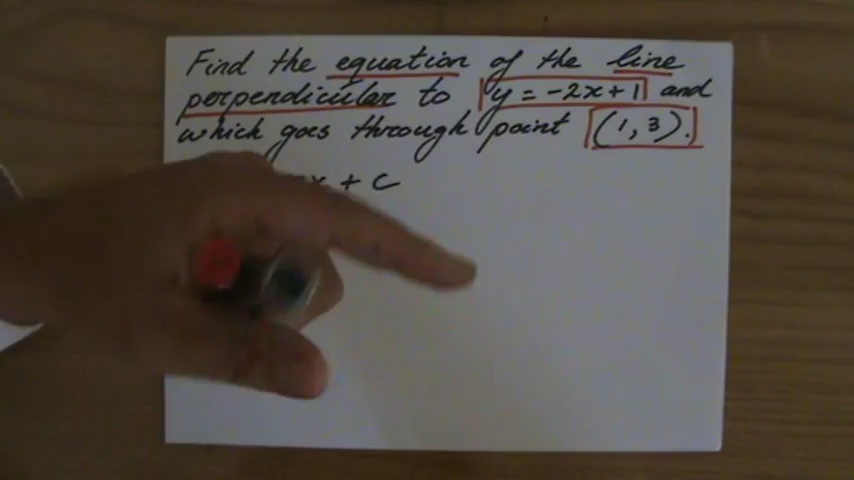 Find the equation of the line
perpendicular to y = -2x + 1 and
which goes through point (1, 3).
x + c